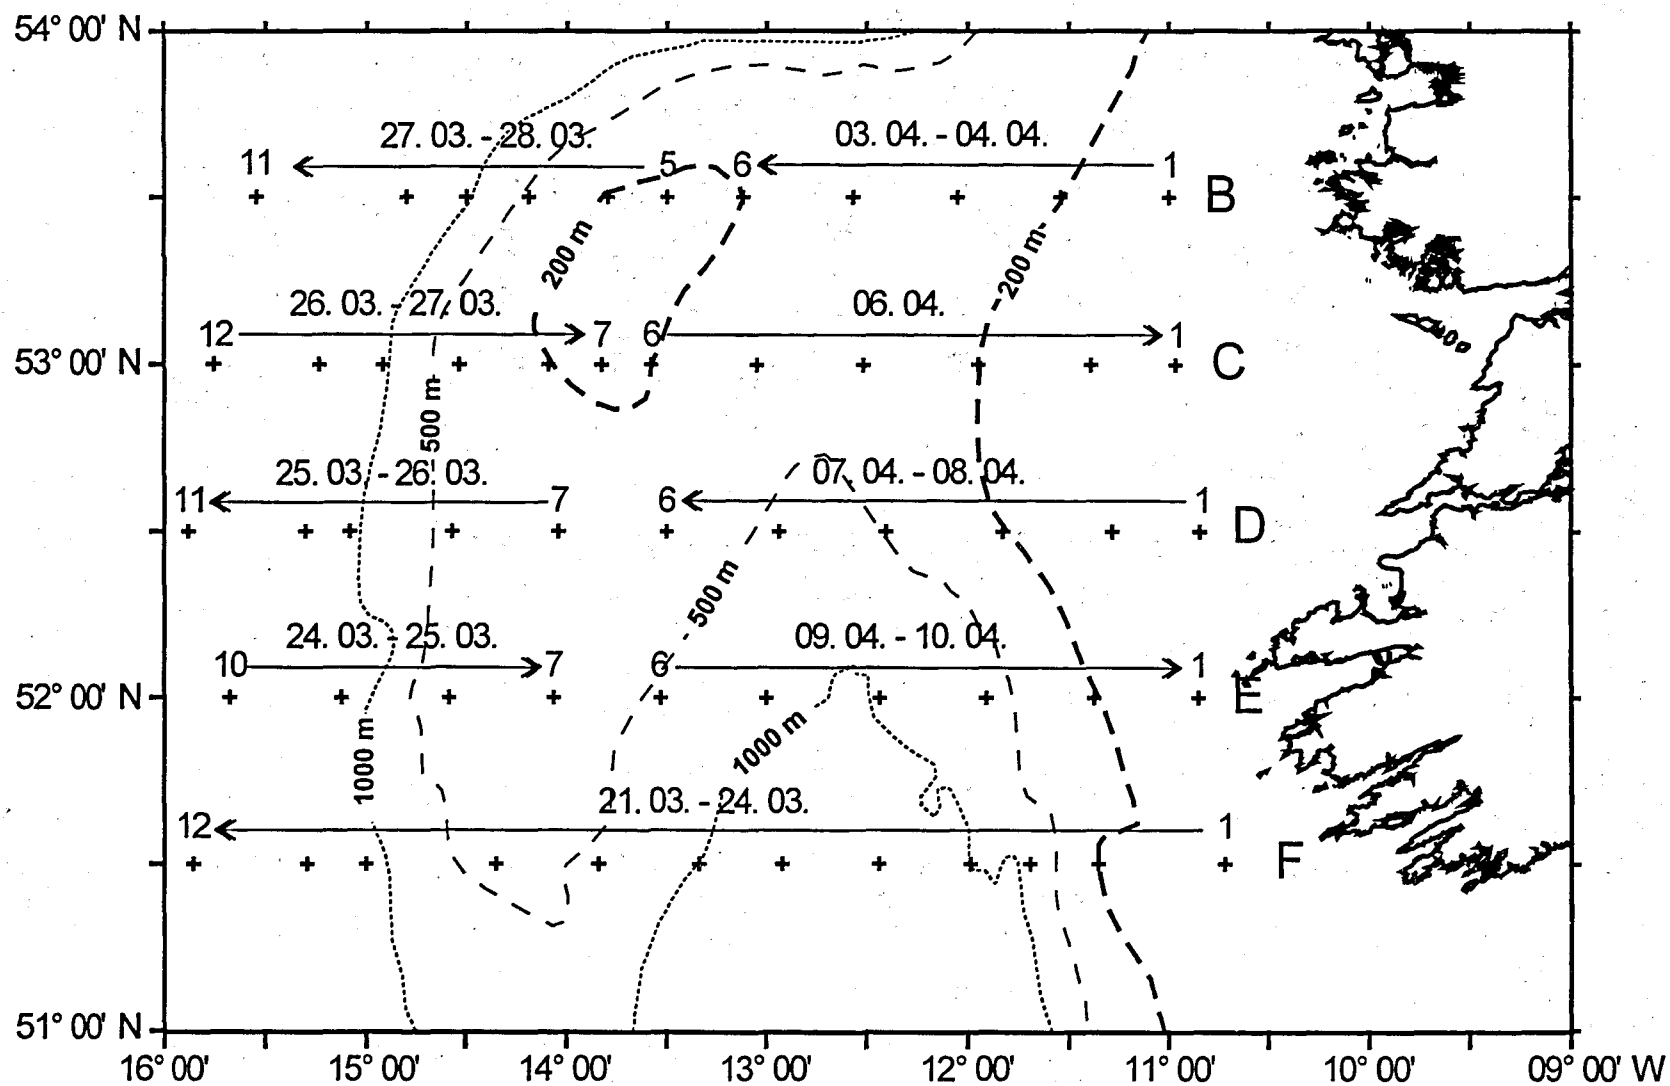 54° 00' N
27. 03. - 28. 03.
03. 04. - 04. 04.
11
5
6
1
B
200 m
200 m
26. 03. - 27. 03.
06. 04.
12
7
6
1
53° 00' N
C
500 m
25. 03. - 26. 03.
07. 04. - 08. 04.
11
7
6
1
D
500 m
24. 03. - 25. 03.
09. 04. - 10. 04.
10
7
6
1
52° 00' N
E
1000 m
1000 m
21. 03. - 24. 03.
12
1
F
51° 00' N
16° 00' 15° 00' 14° 00' 13° 00' 12° 00' 11° 00' 10° 00' 09° 00' W